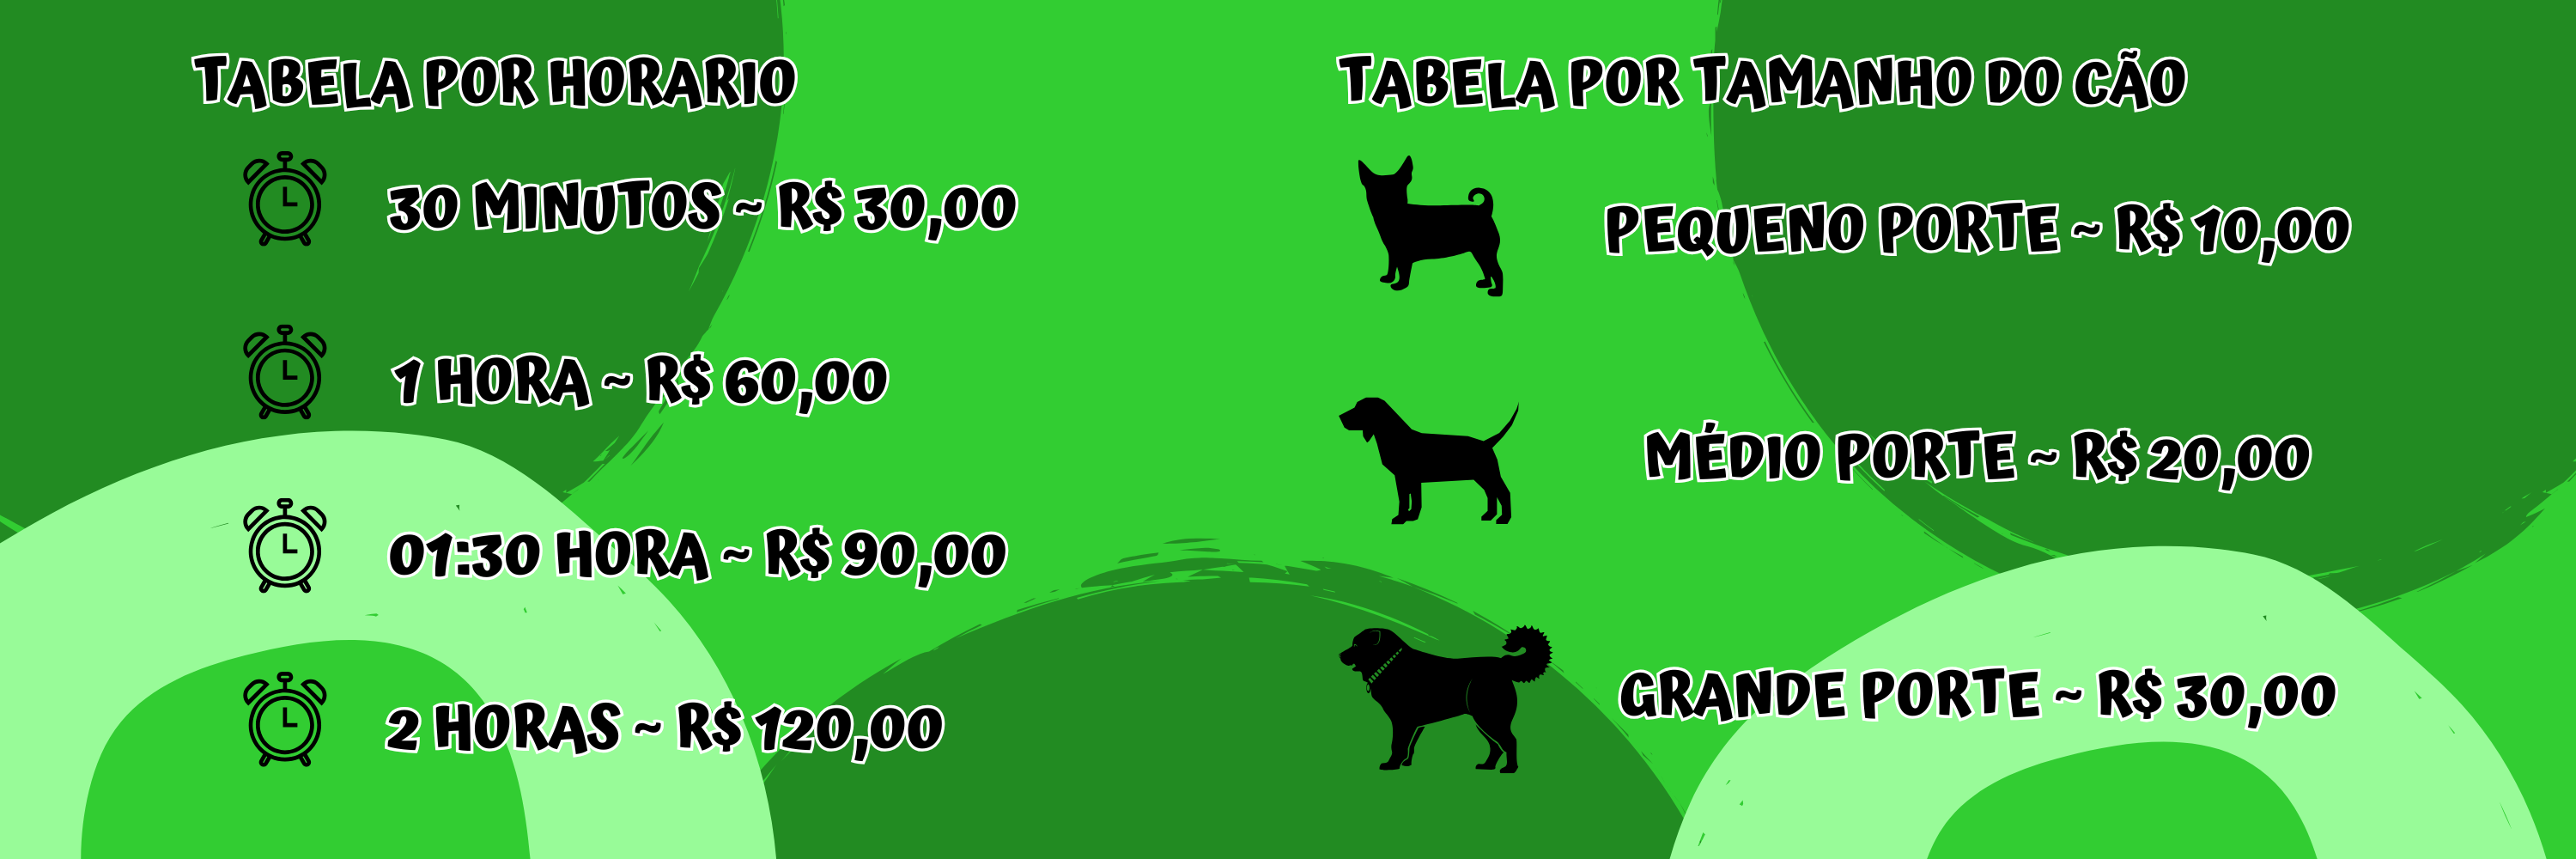 TABELA POR HORARIO
30 MINUTOS ~ R$ 30,00
1 HORA ~ R$ 60,00
01:30 HORA ~ R$ 90,00
2 HORAS ~ R$ 120,00
TABELA POR TAMANHO DO CÃO
PEQUENO PORTE ~ R$ 10,00
MÉDIO PORTE ~ R$ 20,00
GRANDE PORTE ~ R$ 30,00